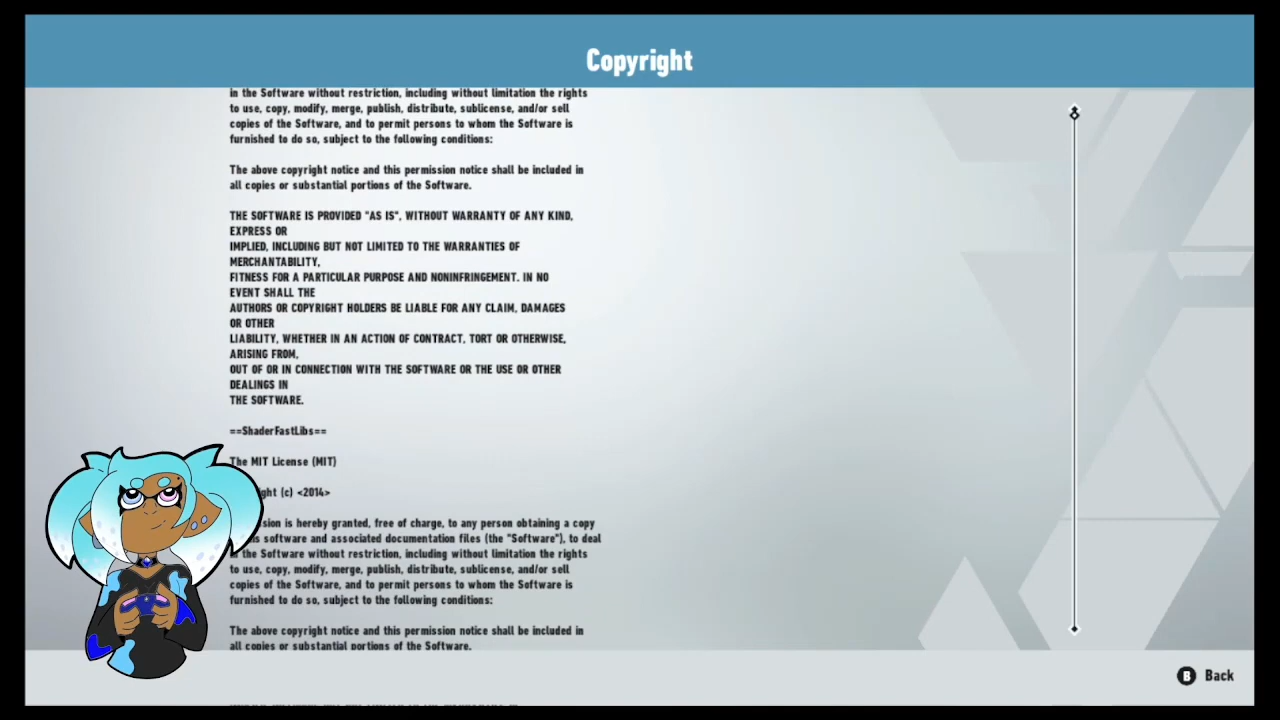 Copyright
in the Software without restriction, including without limitation the rights
to use, copy, modify, merge, publish, distribute, sublicense, and/or sell
copies of the Software, and to permit persons to whom the Software is
furnished to do so, subject to the following conditions:
The above copyright notice and this permission notice shall be included in
all copies or substantial portions of the Software.
THE SOFTWARE IS PROVIDED "AS IS", WITHOUT WARRANTY OF ANY KIND,
EXPRESS OR
IMPLIED, INCLUDING BUT NOT LIMITED TO THE WARRANTIES OF
MERCHANTABILITY,
FITNESS FOR A PARTICULAR PURPOSE AND NONINFRINGEMENT. IN NO
EVENT SHALL THE
AUTHORS OR COPYRIGHT HOLDERS BE LIABLE FOR ANY CLAIM, DAMAGES
OR OTHER
LIABILITY, WHETHER IN AN ACTION OF CONTRACT, TORT OR OTHERWISE,
ARISING FROM,
OUT OF OR IN CONNECTION WITH THE SOFTWARE OR THE USE OR OTHER
DEALINGS IN
THE SOFTWARE.
==ShaderFastLibs==
The MIT License (MIT)
ght (c) <2014>
sion is hereby granted, free of charge, to any person obtaining a copy
is software and associated documentation files (the "Software"), to deal
the Software without restriction, including without limitation the rights
to use, copy, modify, merge, publish, distribute, sublicense, and/or sell
copies of the Software, and to permit persons to whom the Software is
furnished to do so, subject to the following conditions:
The above copyright notice and this permission notice shall be included in
all copies or substantial portions of the Software.
B Back